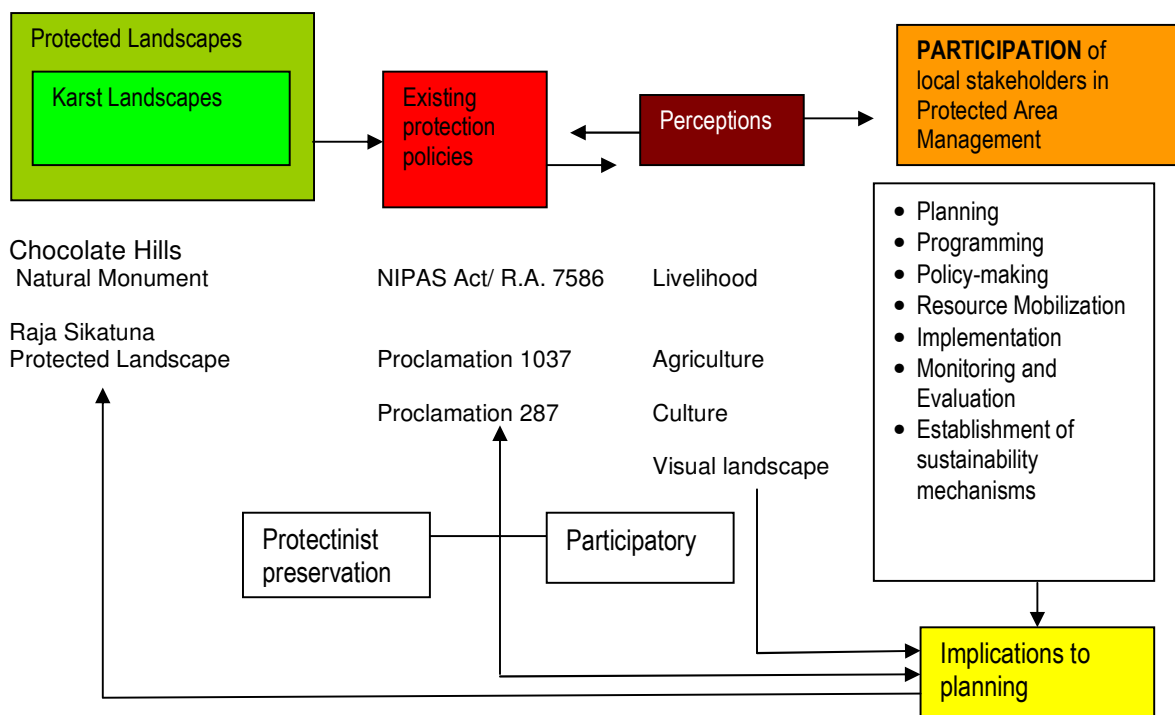 Protected Landscapes
Karst Landscapes
Existing
protection
policies
Perceptions
PARTICIPATION of
local stakeholders in
Protected Area
Management
Chocolate Hills
Natural Monument
Raja Sikatuna
Protected Landscape
NIPAS Act/ R.A. 7586
Proclamation 1037
Proclamation 287
Livelihood
Agriculture
Culture
Visual landscape
• Planning
• Programming
• Policy-making
• Resource Mobilization
• Implementation
• Monitoring and
Evaluation
• Establishment of
sustainability
mechanisms
Protectinist
preservation
Participatory
Implications to
planning